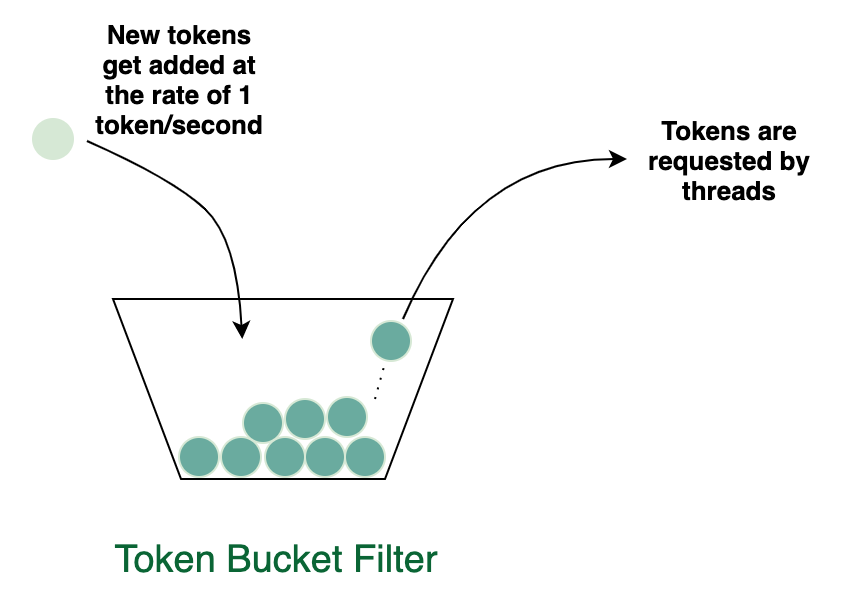 New tokens
get added at
the rate of 1
token/second
Tokens are
requested by
threads
Token Bucket Filter